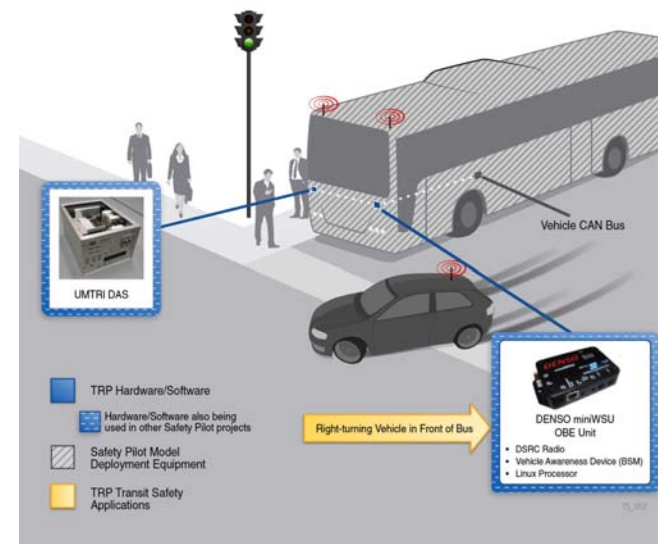 Vehicle CAN Bus
UMTRI DAS
TRP Hardware/Software
Hardware/Software also being
used in other Safety Pilot projects
Safety Pilot Model
Deployment Equipment
TRP Transit Safety
Applications
Right-turning Vehicle in Front of Bus
DENSO
DENSO miniWSU
OBE Unit
• DSRC Radio
• Vehicle Awareness Device (BSM)
• Linux Processor